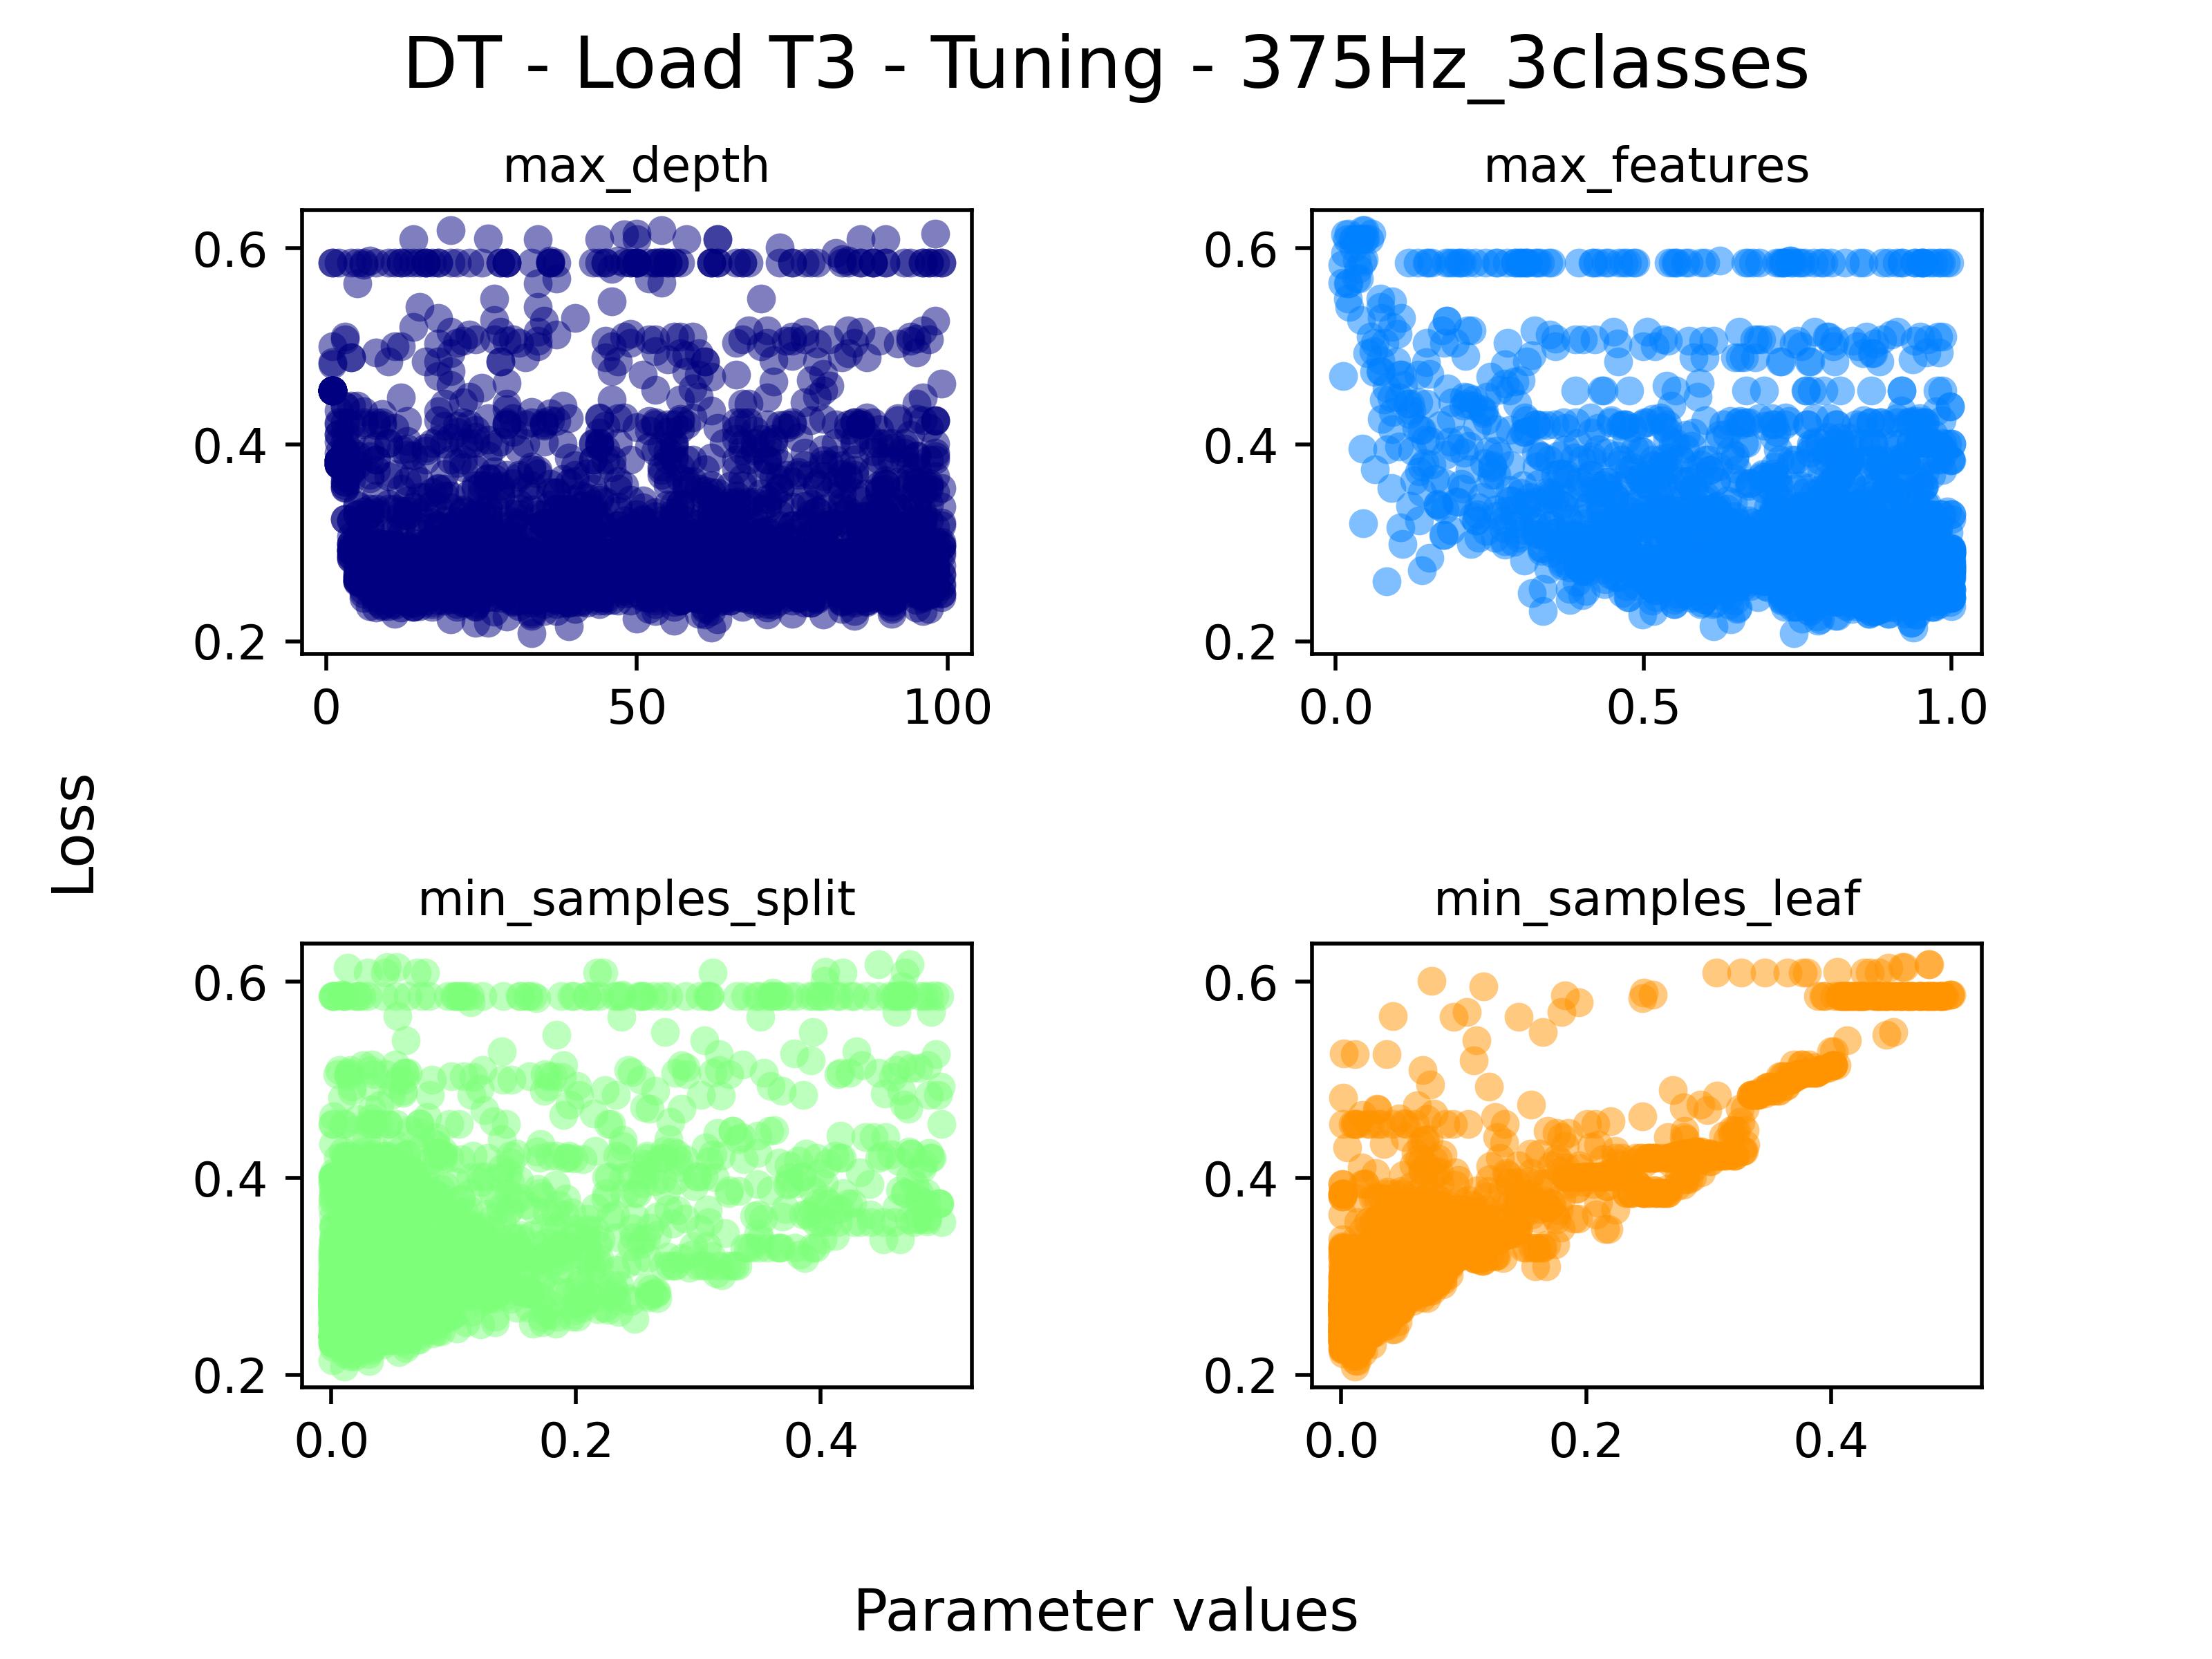 DT - Load T3 - Tuning - 375Hz_3classes
max_depth
0.6
0.4
0.2
0 50 100
max_features
0.6
0.4
0.2
0.0 0.5 1.0
Loss
min_samples_split
0.6
0.4
0.2
0.0 0.2 0.4
min_samples_leaf
0.6
0.4
0.2
0.0 0.2 0.4
Parameter values